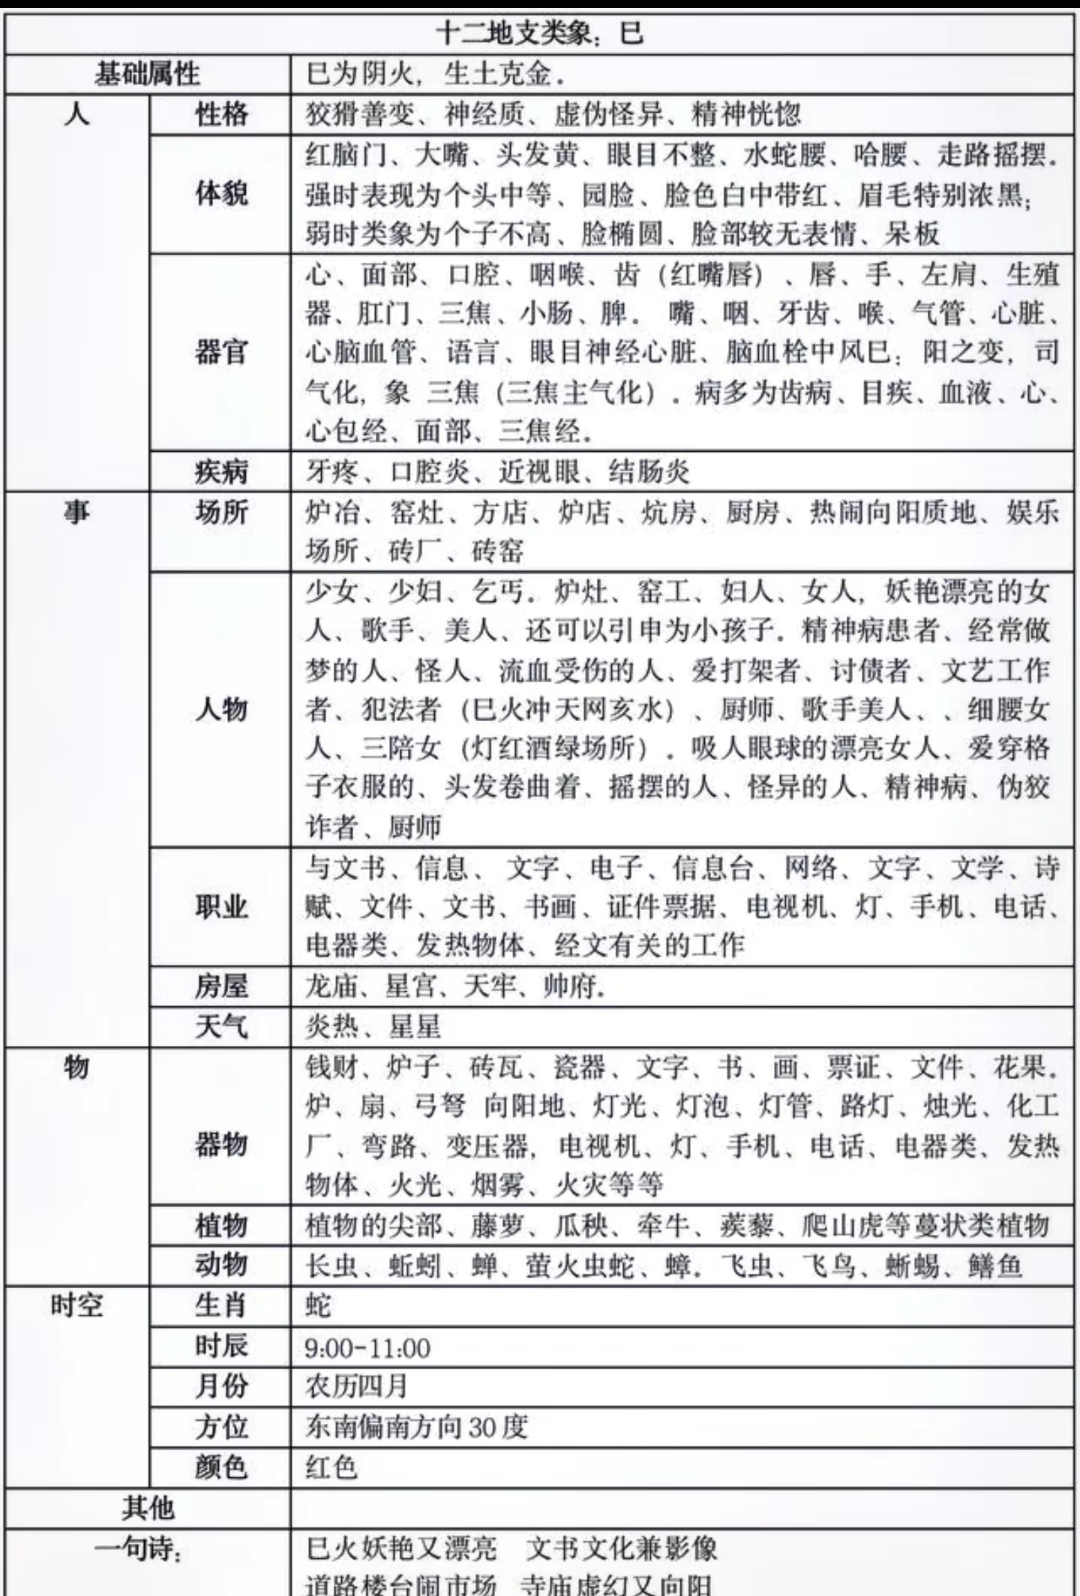 十二地支类象：巳
基础属性 巳为阴火，生土克金。
人 性格 狡猾善变、神经质、虚伪怪异、精神恍惚
体貌
红脑门、大嘴、头发黄、眼目不整、水蛇腰、哈腰、走路摇摆.
强时表现为个头中等、园脸、脸色白中带红、眉毛特别浓黑；
弱时类象为个子不高、脸椭圆、脸部较无表情、呆板
器官
心、面部、口腔、咽喉、齿（红嘴唇）、唇、手、左肩、生殖
器、肛门、三焦、小肠、脾。 嘴、咽、牙齿、喉、气管、心脏、
心脑血管、语言、眼目神经心脏、脑血栓中风巳；阳之变，司
气化，象 三焦（三焦主气化）.病多为齿病、目疾、血液、心、
心包经、面部、三焦经.
疾病 牙疼、口腔炎、近视眼、结肠炎
事 场所 炉冶、窑灶、方店、炉店、炕房、厨房、热闹向阳质地、娱乐
场所、砖厂、砖窑
人物
少女、少妇、乞丐．炉灶、窑工、妇人、女人，妖艳漂亮的女
人、歌手、美人、还可以引申为小孩子．精神病患者、经常做
梦的人、怪人、流血受伤的人、爱打架者、讨债者、文艺工作
者、犯法者（巳火冲天网亥水）、厨师、歌手美人、、细腰女
人、三陪女（灯红酒绿场所）.吸人眼球的漂亮女人、爱穿格
子衣服的、头发卷曲着、摇摆的人、怪异的人、精神病、伪狡
诈者、厨师
职业
与文书、信息、 文字、电子、信息台、网络、文字、文学、诗
赋、文件、文书、书画、证件票据、电视机、灯、手机、电话、
电器类、发热物体、经文有关的工作
房屋 龙庙、星宫、天牢、帅府.
天气 炎热、星星
物 器物
钱财、炉子、砖瓦、瓷器、文字、书、画、票证、文件、花果.
炉、扇、弓弩 向阳地、灯光、灯泡、灯管、路灯、烛光、化工
厂、弯路、变压器，电视机、灯、手机、电话、电器类、发热
物体、火光、烟雾、火灾等等
植物 植物的尖部、藤萝、瓜秧、牵牛、蒺藜、爬山虎等蔓状类植物
动物 长虫、蚯蚓、蝉、萤火虫蛇、蟑．飞虫、飞鸟、蜥蜴、鳝鱼
时空 生肖 蛇
时辰 9:00-11:00
月份 农历四月
方位 东南偏南方向 30 度
颜色 红色
其他
一句诗： 巳火妖艳又漂亮 文书文化兼影像
道路楼台闹市场 寺庙虚幻又向阳